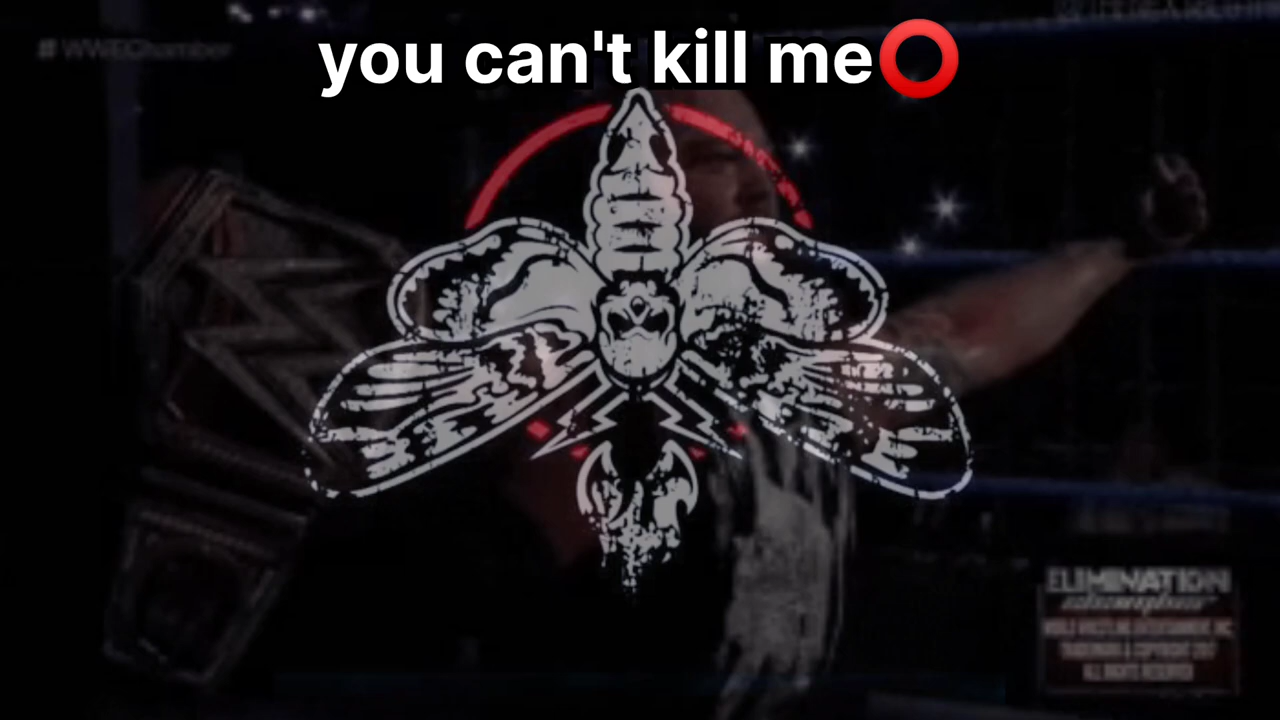 you can't kill me⭕
#WWEChamber
ELIMINATION
WORLD WRESTLING ENTERTAINMENT, INC.
TRADEMARK & COPYRIGHT 2017
ALL RIGHTS RESERVED